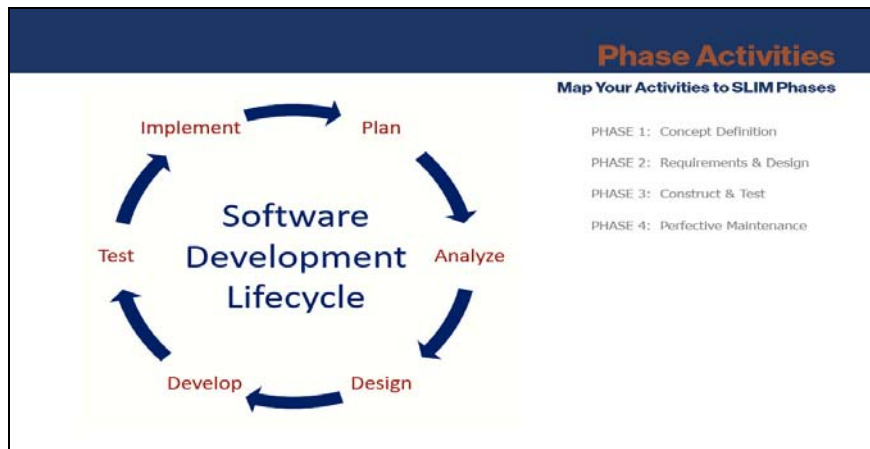 Phase Activities
Map Your Activities to SLIM Phases
Implement
Plan
Test
Software
Development
Lifecycle
Analyze
Develop
Design
PHASE 1: Concept Definition
PHASE 2: Requirements & Design
PHASE 3: Construct & Test
PHASE 4: Perfective Maintenance